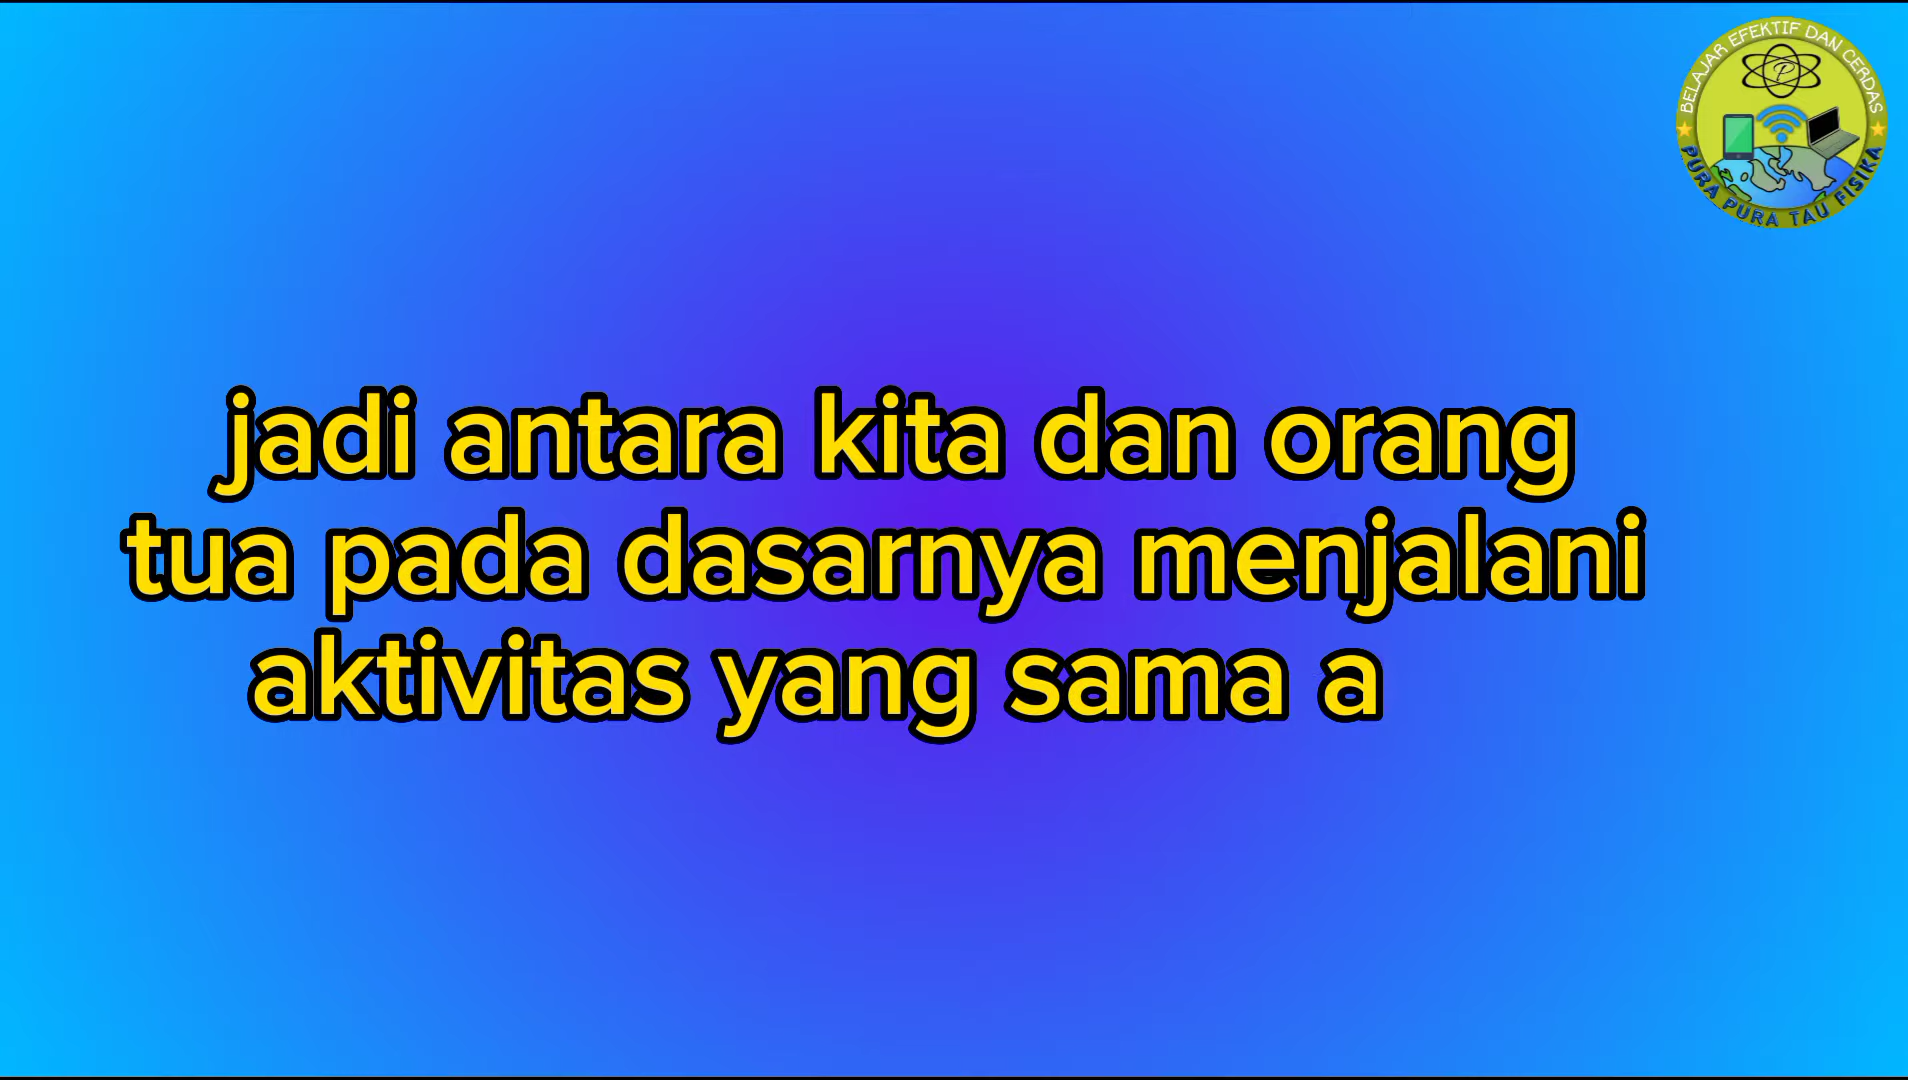 BELAJAR EFEKTIF DAN CERDAS
P
PURA PURA TAU FISIKA
jadi antara kita dan orang
tua pada dasarnya menjalani
aktivitas yang sama a